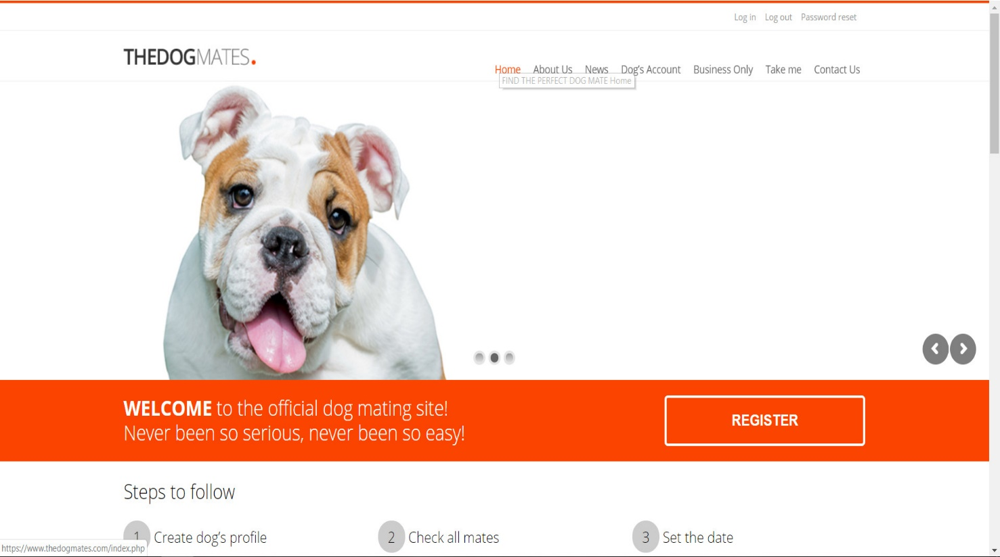 Log in Log out Password reset
THEDOGMATES.
Home About Us News Dog's Account Business Only Take me Contact Us
FIND THE PERFECT DOG MATE Home
WELCOME to the official dog mating site!
Never been so serious, never been so easy!
REGISTER
Steps to follow
1 Create dog's profile 2 Check all mates 3 Set the date
https://www.thedogmates.com/index.php